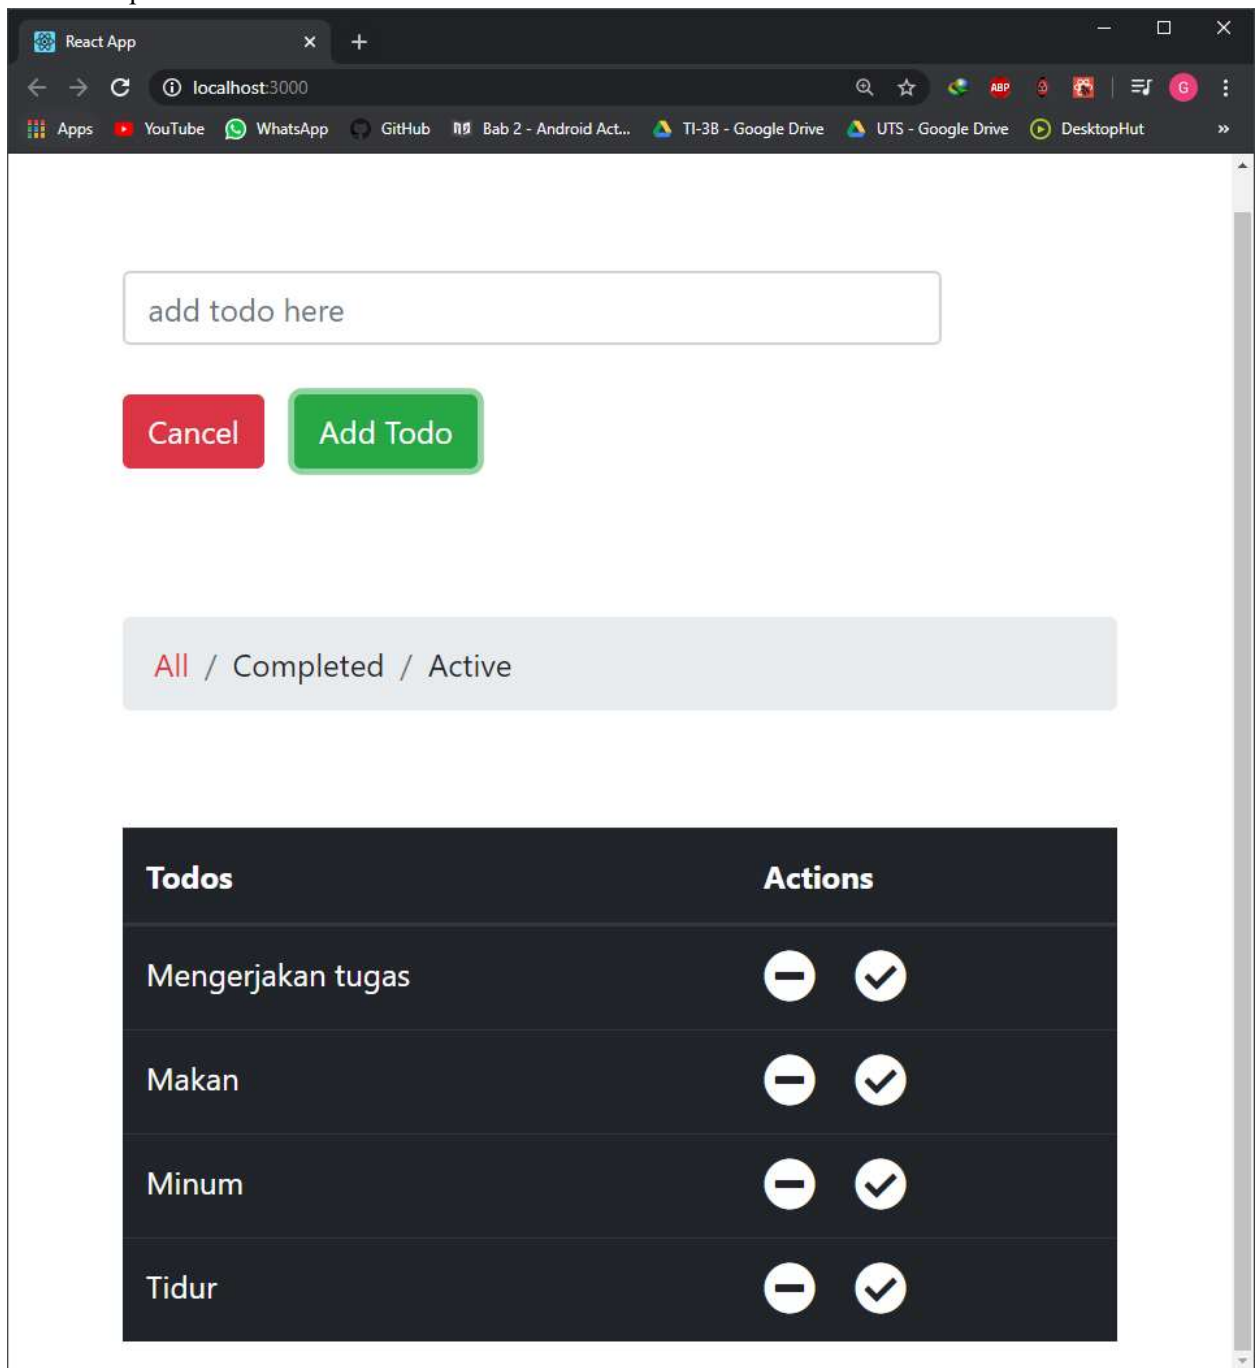 React App
localhost:3000
ABP
G
Apps YouTube WhatsApp GitHub Bab 2 - Android Act... TI-3B - Google Drive UTS - Google Drive DesktopHut »
add todo here
Cancel Add Todo
All / Completed / Active
Todos Actions
Mengerjakan tugas
Makan
Minum
Tidur